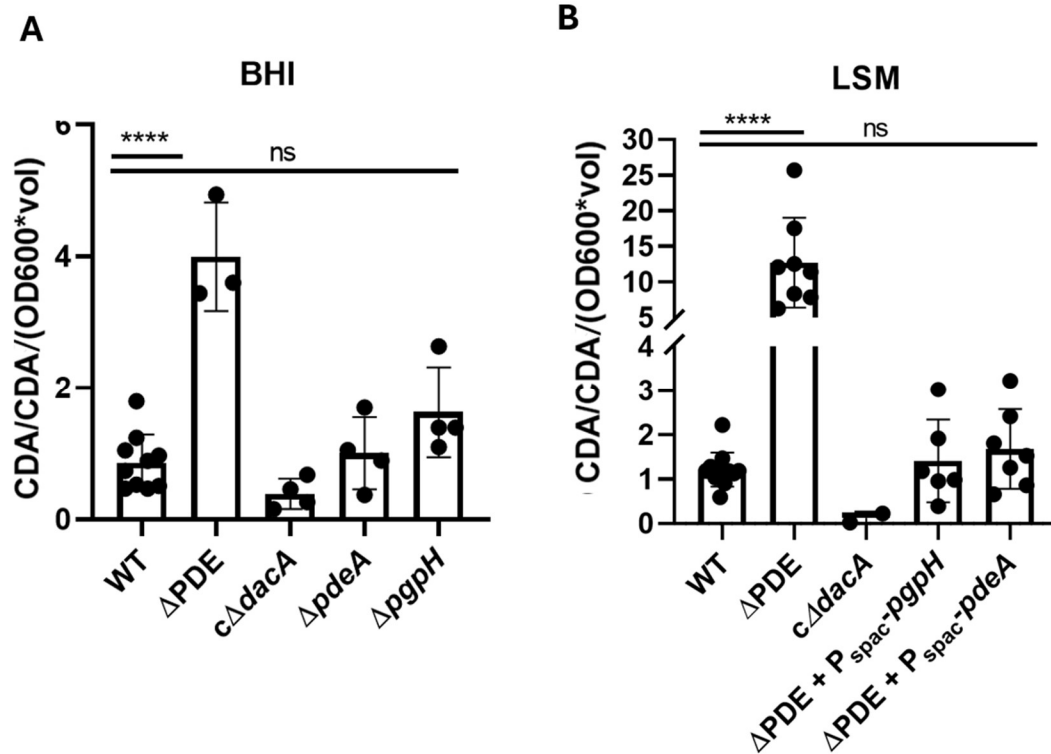 A
BHI
CDA/CDA/(OD600*vol)
6
4
2
0
****
ns
WT
ΔPDE
cΔdacA
ΔpdeA
ΔpgpH
B
LSM
CDA/CDA/(OD600*vol)
30
25
20
15
10
5
4
3
2
1
0
****
ns
WT
ΔPDE
cΔdacA
ΔPDE + Pspac-pgpH
ΔPDE + Pspac-pdeA